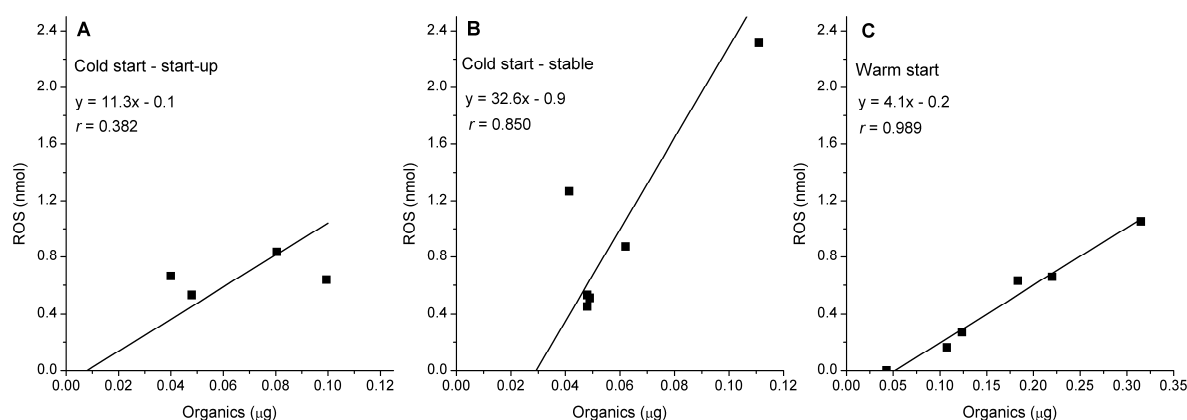 A
Cold start - start-up
y = 11.3x - 0.1
r = 0.382
ROS (nmol)
2.4
2.0
1.6
1.2
0.8
0.4
0.0
0.00 0.02 0.04 0.06 0.08 0.10 0.12
Organics (μg)
B
Cold start - stable
y = 32.6x - 0.9
r = 0.850
ROS (nmol)
2.4
2.0
1.6
1.2
0.8
0.4
0.0
0.00 0.02 0.04 0.06 0.08 0.10 0.12
Organics (μg)
C
Warm start
y = 4.1x - 0.2
r = 0.989
ROS (nmol)
2.4
2.0
1.6
1.2
0.8
0.4
0.0
0.00 0.05 0.10 0.15 0.20 0.25 0.30 0.35
Organics (μg)